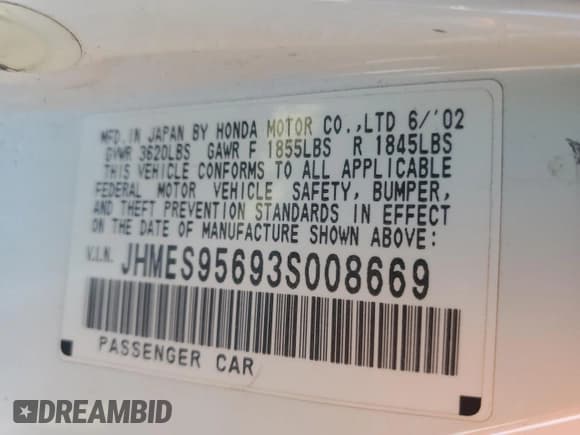 MFD. IN JAPAN BY HONDA MOTOR CO.,LTD 6/'02
GVWR 3620LBS GAWR F 1855LBS R 1845LBS
THIS VEHICLE CONFORMS TO ALL APPLICABLE
FEDERAL MOTOR VEHICLE SAFETY, BUMPER,
AND THEFT PREVENTION STANDARDS IN EFFECT
ON THE DATE OF MANUFACTURE SHOWN ABOVE:
V.I.N. JHMES95693S008669
PASSENGER CAR
DREAMBID